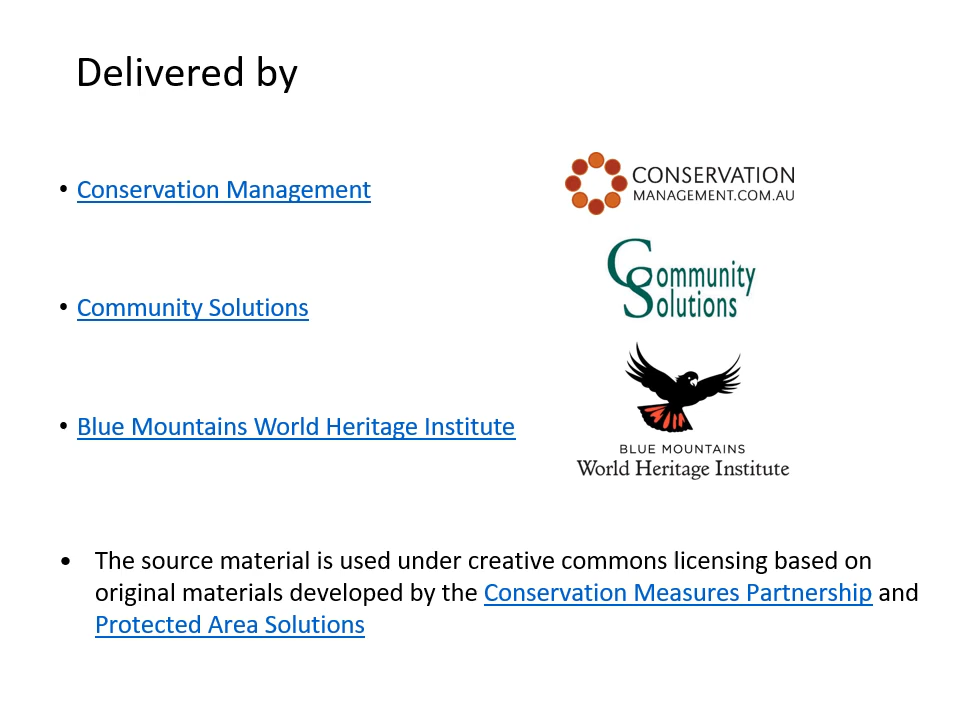 Delivered by
• Conservation Management
CONSERVATION
MANAGEMENT.COM.AU
• Community Solutions
Community
Solutions
• Blue Mountains World Heritage Institute
BLUE MOUNTAINS
World Heritage Institute
• The source material is used under creative commons licensing based on
original materials developed by the Conservation Measures Partnership and
Protected Area Solutions